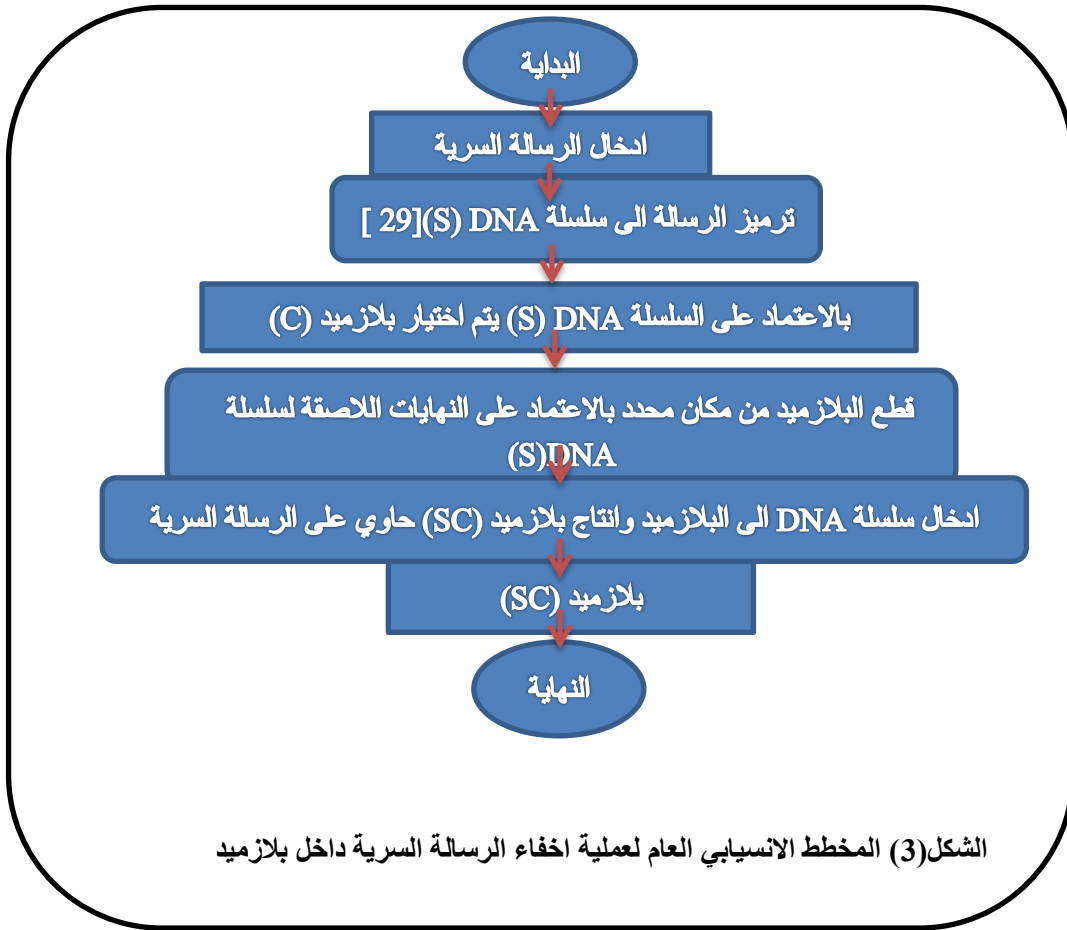 البداية
ادخال الرسالة السرية
ترميز الرسالة الى سلسلة DNA (S)[29 ]
بالاعتماد على السلسلة DNA (S) يتم اختيار بلازميد (C)
قطع البلازميد من مكان محدد بالاعتماد على النهايات اللاصقة لسلسلة
(S)DNA
ادخال سلسلة DNA الى البلازميد وانتاج بلازميد (SC) حاوي على الرسالة السرية
بلازميد (SC)
النهاية
الشكل(3) المخطط الانسيابي العام لعملية اخفاء الرسالة السرية داخل بلازميد